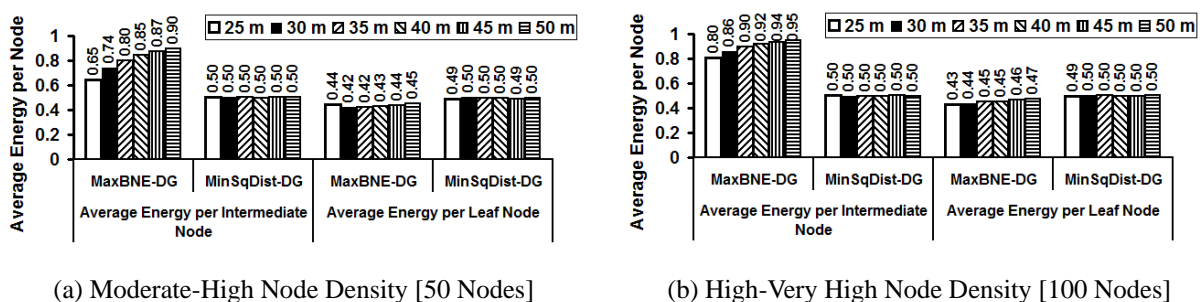 25 m 30 m 35 m 40 m 45 m 50 m
Average Energy per Node
1
0.8
0.6
0.4
0.2
0
0.65 0.74 0.80 0.85 0.87 0.90
0.50 0.50 0.50 0.50 0.50 0.50
0.44 0.42 0.42 0.43 0.44 0.45
0.49 0.50 0.50 0.50 0.49 0.50
MaxBNE-DG MinSqDist-DG MaxBNE-DG MinSqDist-DG
Average Energy per Intermediate Node
Average Energy per Leaf Node
(a) Moderate-High Node Density [50 Nodes]
25 m 30 m 35 m 40 m 45 m 50 m
Average Energy per Node
1
0.8
0.6
0.4
0.2
0
0.80 0.86 0.90 0.92 0.94 0.95
0.50 0.50 0.50 0.50 0.50 0.50
0.43 0.44 0.45 0.45 0.46 0.47
0.49 0.50 0.50 0.50 0.50 0.50
MaxBNE-DG MinSqDist-DG MaxBNE-DG MinSqDist-DG
Average Energy per Intermediate Node
Average Energy per Leaf Node
(b) High-Very High Node Density [100 Nodes]